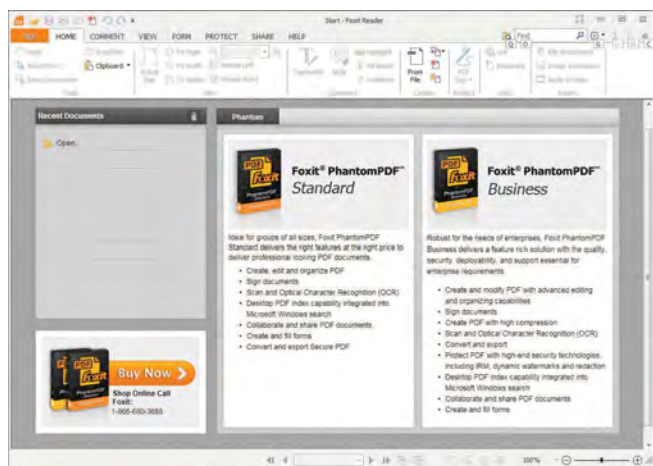 Start - Foxit Reader
HOME COMMENT VIEW FORM PROTECT SHARE HELP
Find
Clipboard
From
File
Recent Documents
Phantom
Open..
Foxit® PhantomPDF™
Standard
Ideal for groups of all sizes, Foxit PhantomPDF
Standard delivers the right features at the right price to
deliver professional looking PDF documents.
• Create, edit and organize PDF
• Sign documents
• Scan and Optical Character Recognition (OCR)
• Desktop PDF index capability integrated into
Microsoft Windows search
• Collaborate and share PDF documents
• Create and fill forms
• Convert and export Secure PDF
Foxit® PhantomPDF™
Business
Robust for the needs of enterprises, Foxit PhantomPDF
Business delivers a feature rich solution with the quality,
security, deployability, and support essential for
enterprise requirements.
• Create and modify PDF with advanced editing
and organizing capabilities
• Sign documents
• Create PDF with high compression
• Scan and Optical Character Recognition (OCR)
• Convert and export
• Protect PDF with high-end security technologies,
including IRM, dynamic watermarks and redaction
• Desktop PDF index capability integrated into
Microsoft Windows search
• Collaborate and share PDF documents
• Create and fill forms
Buy Now
Shop Online Call
Foxit:
1-866-680-3668
100%